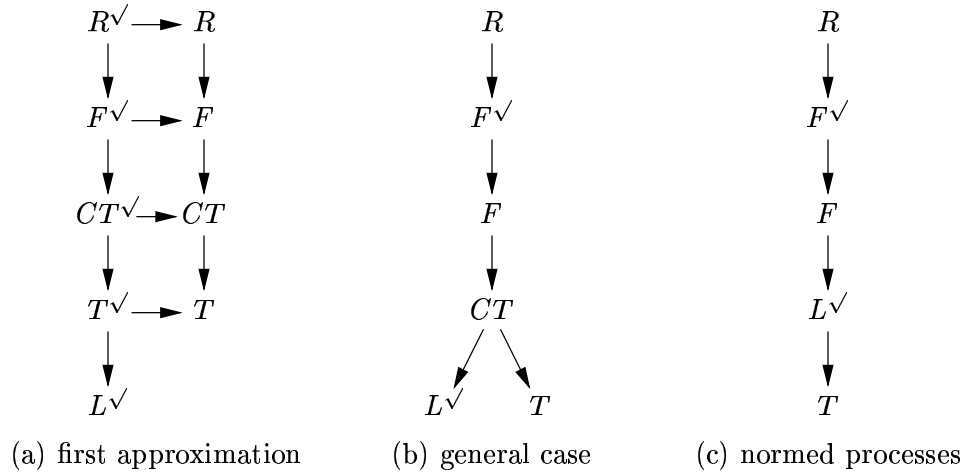 R√ R R R
F√ F F√ F√
CT√ CT F F
T√ T CT L√
L√ L√ T T
(a) first approximation (b) general case (c) normed processes